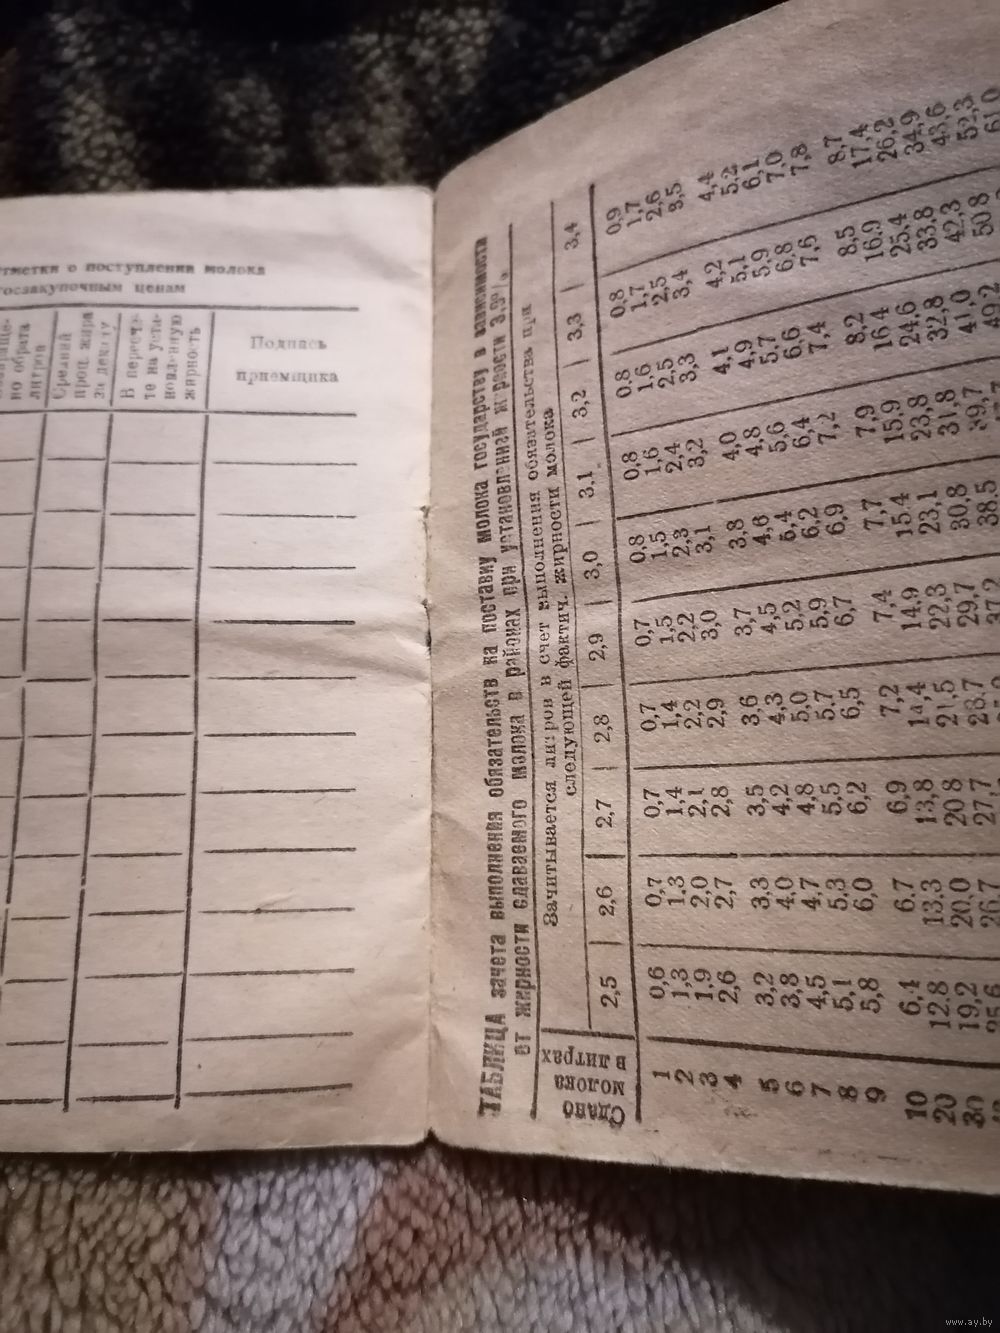 тметки о поступлении молока
госзакупочным ценам
но обрата литров
Средний проц. жира за декаду
В пересче-
те на уста-
новленную
жирность
Подпись
приемщика
ТАБЛИЦА зачета выполнения обязательств на поставку молока государству в зависимости
от жирности сдаваемого молока в районах при установленной жирности 3,9%.
Сдано
молока
в литрах
Зачитывается литров в счет выполнения обязательства при
следующей фактич. жирности молока
2,5 2,6 2,7 2,8 2,9 3,0 3,1 3,2 3,3 3,4
1 0,6 0,7 0,7 0,7 0,7 0,8 0,8 0,8 0,8 0,9
2 1,3 1,3 1,4 1,4 1,5 1,5 1,6 1,6 1,7 1,7
3 1,9 2,0 2,1 2,2 2,2 2,3 2,4 2,5 2,5 2,6
4 2,6 2,7 2,8 2,9 3,0 3,1 3,2 3,3 3,4 3,5
5 3,2 3,3 3,5 3,6 3,7 3,8 4,0 4,1 4,2 4,4
6 3,8 4,0 4,2 4,3 4,5 4,6 4,8 4,9 5,1 5,2
7 4,5 4,7 4,8 5,0 5,2 5,4 5,6 5,7 5,9 6,1
8 5,1 5,3 5,5 5,7 5,9 6,2 6,4 6,6 6,8 7,0
9 5,8 6,0 6,2 6,5 6,7 6,9 7,2 7,4 7,5 7,8
10 6,4 6.7 6,9 7,2 7,4 7,7 7,9 8,2 8,5 8,7
20 12.8 13.3 13,8 14,4 14,9 15,4 15,9 16 4 16.9 17,4
30 19,2 20,0 20 8 21,5 22,3 23,1 23,8 24,6 25,4 26,2
25,6 26,7 27,7 28,7 29,7 30,8 31,8 32,8 33,8 34,9
37,2 38,5 39,7 41,0 42,3 43,6
49,2 50 8 52,3
61,0
www.ay.by